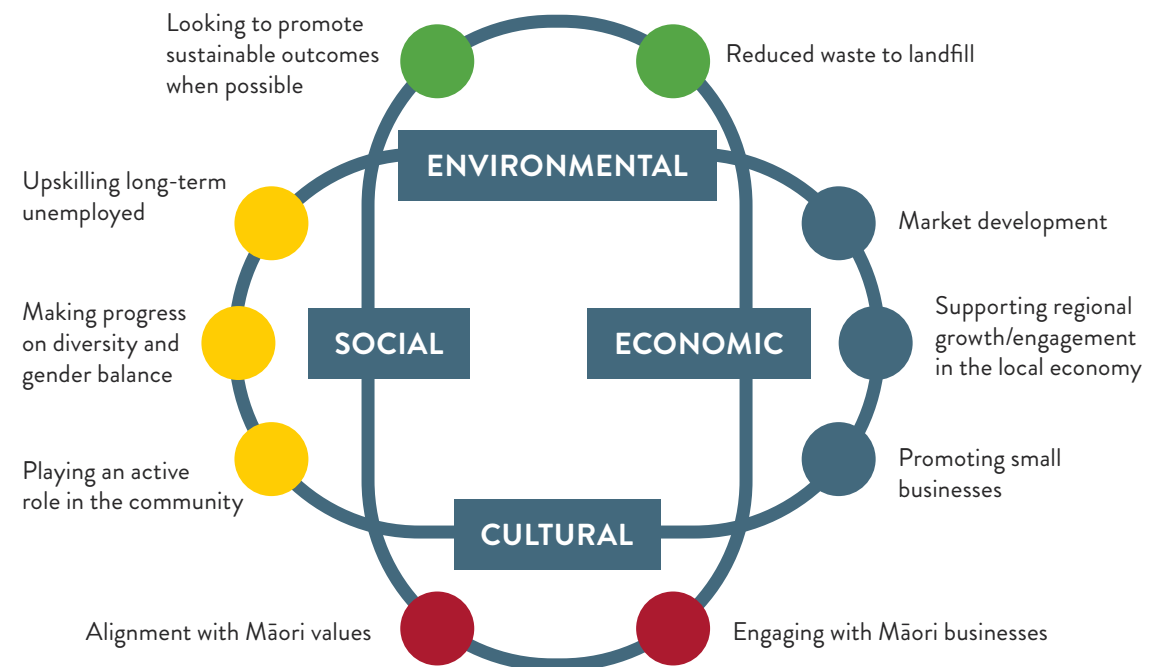 Looking to promote
sustainable outcomes
when possible
Reduced waste to landfill
ENVIRONMENTAL
Upskilling long-term
unemployed
Market development
Making progress
on diversity and
gender balance
SOCIAL
ECONOMIC
Supporting regional
growth/engagement
in the local economy
Playing an active
role in the community
Promoting small
businesses
CULTURAL
Alignment with Māori values
Engaging with Māori businesses